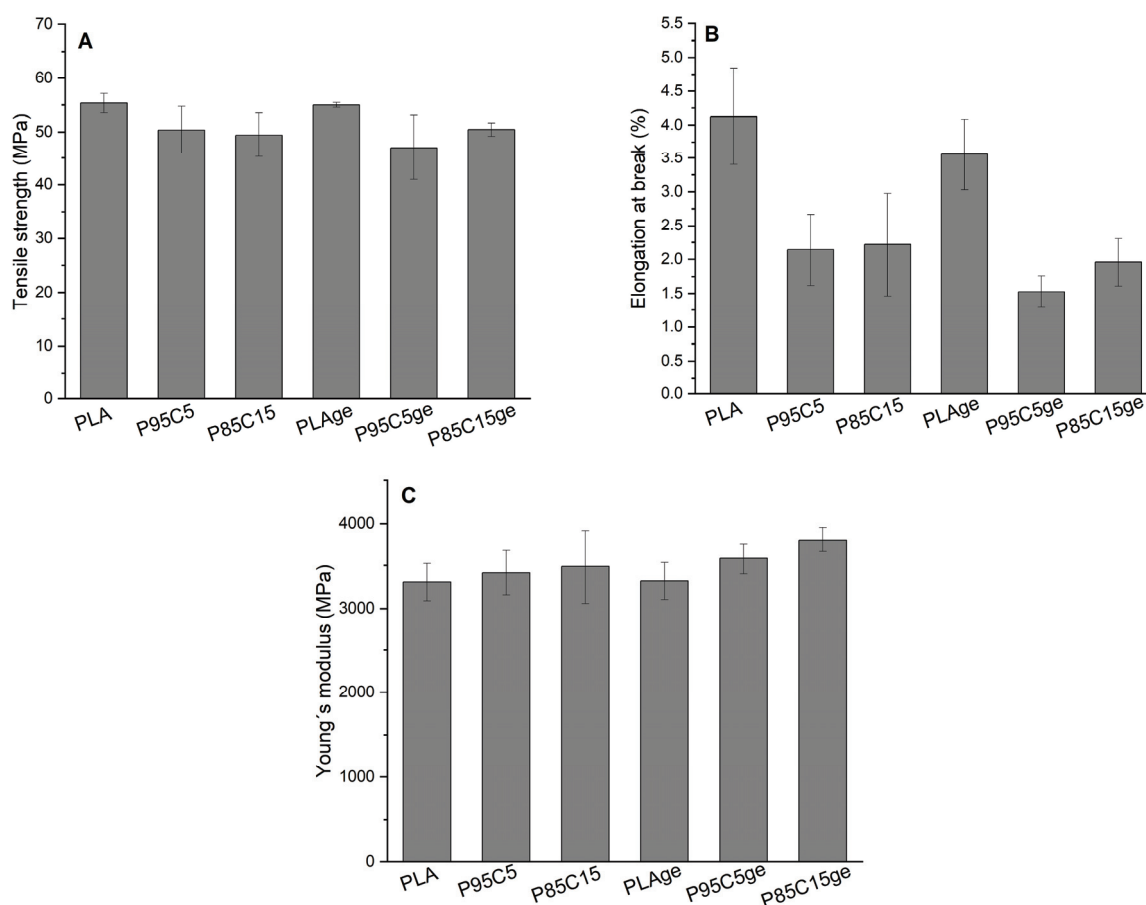 A
Tensile strength (MPa)
70
60
50
40
30
20
10
0
PLA P95C5 P85C15 PLAge P95C5ge P85C15ge
B
Elongation at break (%)
5.5
5.0
4.5
4.0
3.5
3.0
2.5
2.0
1.5
1.0
0.5
0.0
PLA P95C5 P85C15 PLAge P95C5ge P85C15ge
C
Young´s modulus (MPa)
4000
3000
2000
1000
0
PLA P95C5 P85C15 PLAge P95C5ge P85C15ge